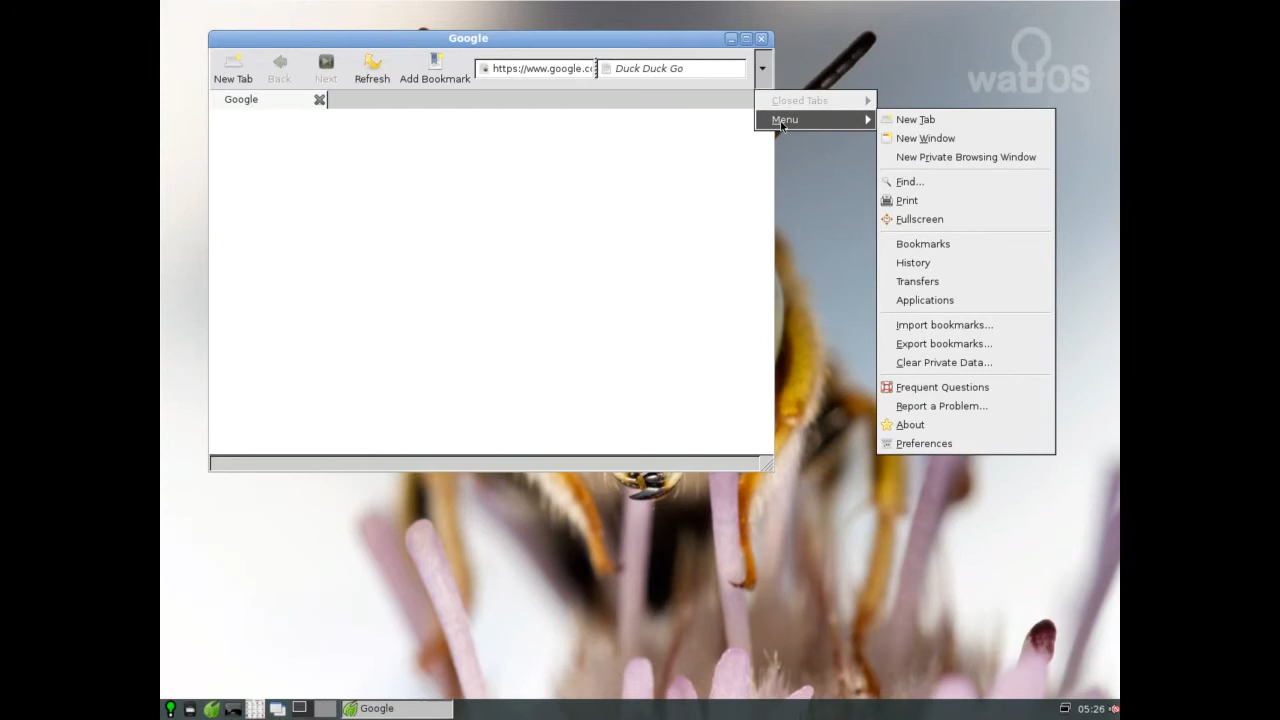 Google
wattOS
New Tab
Back
Next
Refresh
Add Bookmark
https://www.google.c
Duck Duck Go
Google
Closed Tabs
Menu
New Tab
New Window
New Private Browsing Window
Find...
Print
Fullscreen
Bookmarks
History
Transfers
Applications
Import bookmarks...
Export bookmarks...
Clear Private Data...
Frequent Questions
Report a Problem...
About
Preferences
Google
05:26